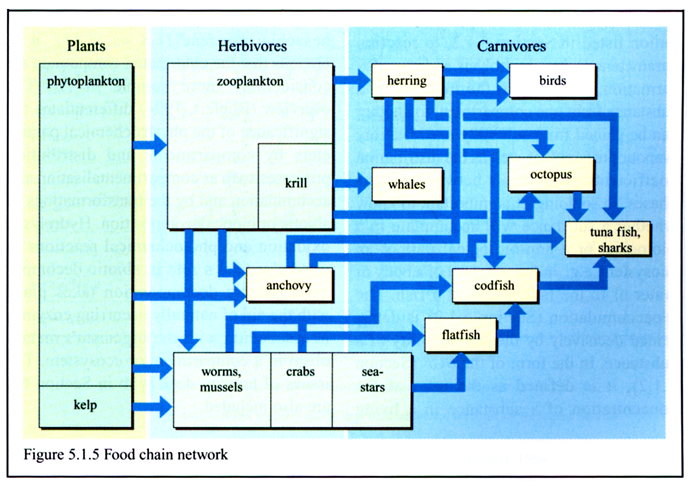 Plants Herbivores Carnivores
phytoplankton
zooplankton
herring
birds
krill
whales
octopus
tuna fish,
sharks
anchovy
codfish
flatfish
worms,
mussels
crabs
sea-
stars
kelp
Figure 5.1.5 Food chain network